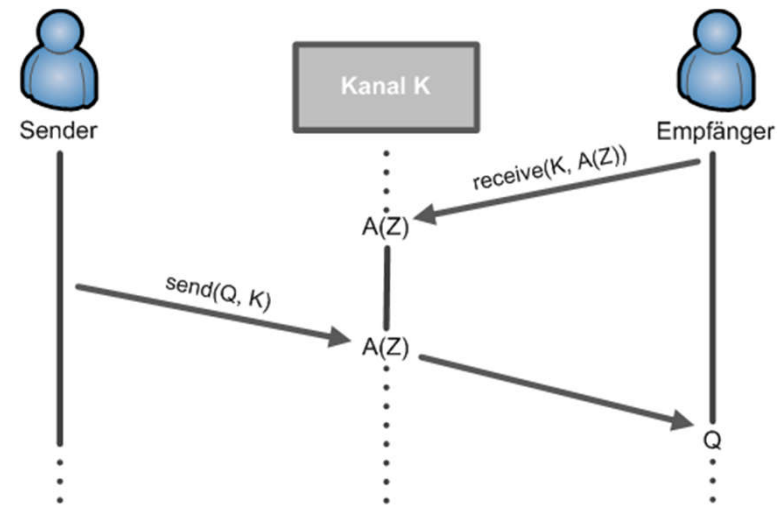 Kanal K
Sender
Empfänger
receive(K, A(Z))
A(Z)
send(Q, K)
A(Z)
Q